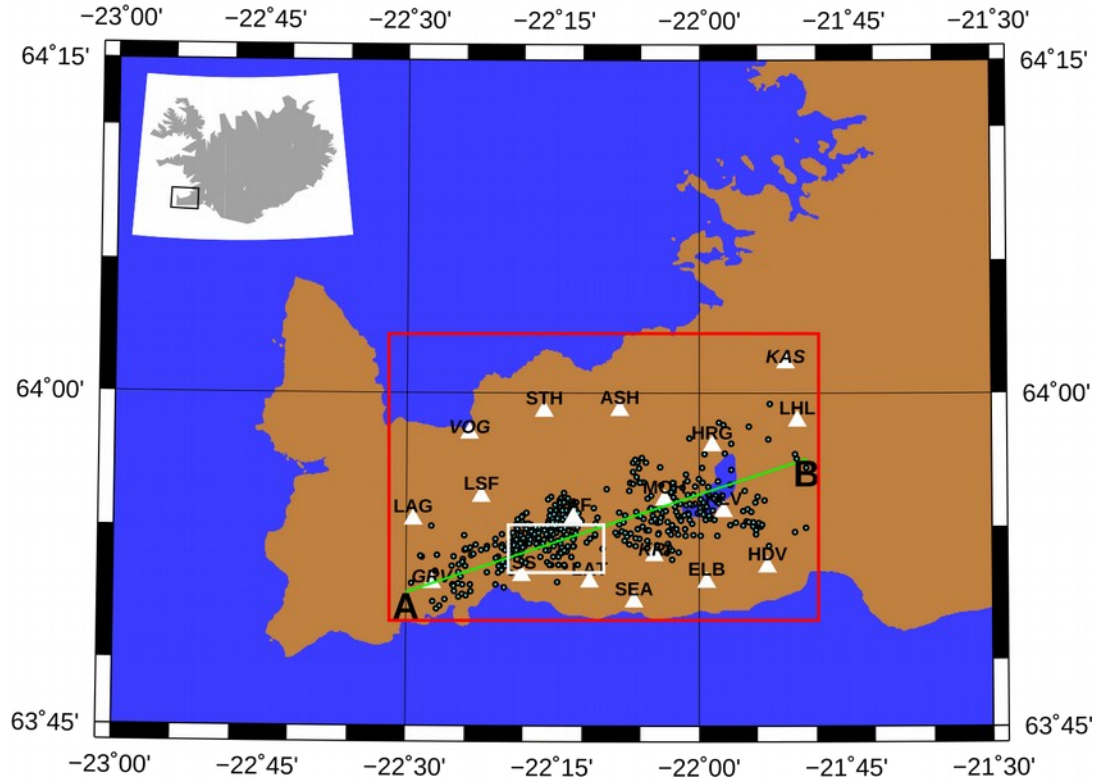 −23°00' −22°45' −22°30' −22°15' −22°00' −21°45' −21°30'
64°15' 64°15'
KAS
64°00' 64°00'
STH ASH
LHL
VOG
HRG
LSF
B
LAG
GRV
HDV
ELB
SEA
A
63°45' 63°45'
−23°00' −22°45' −22°30' −22°15' −22°00' −21°45' −21°30'